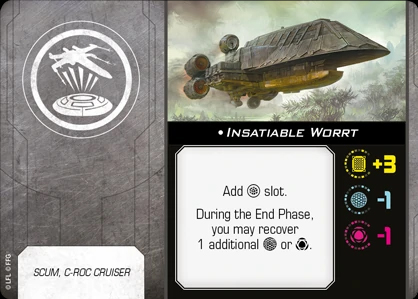 • INSATIABLE WORRT
Add slot.
During the End Phase,
you may recover
1 additional or .
+3
-1
-1
SCUM, C-ROC CRUISER
© LFL © FFG